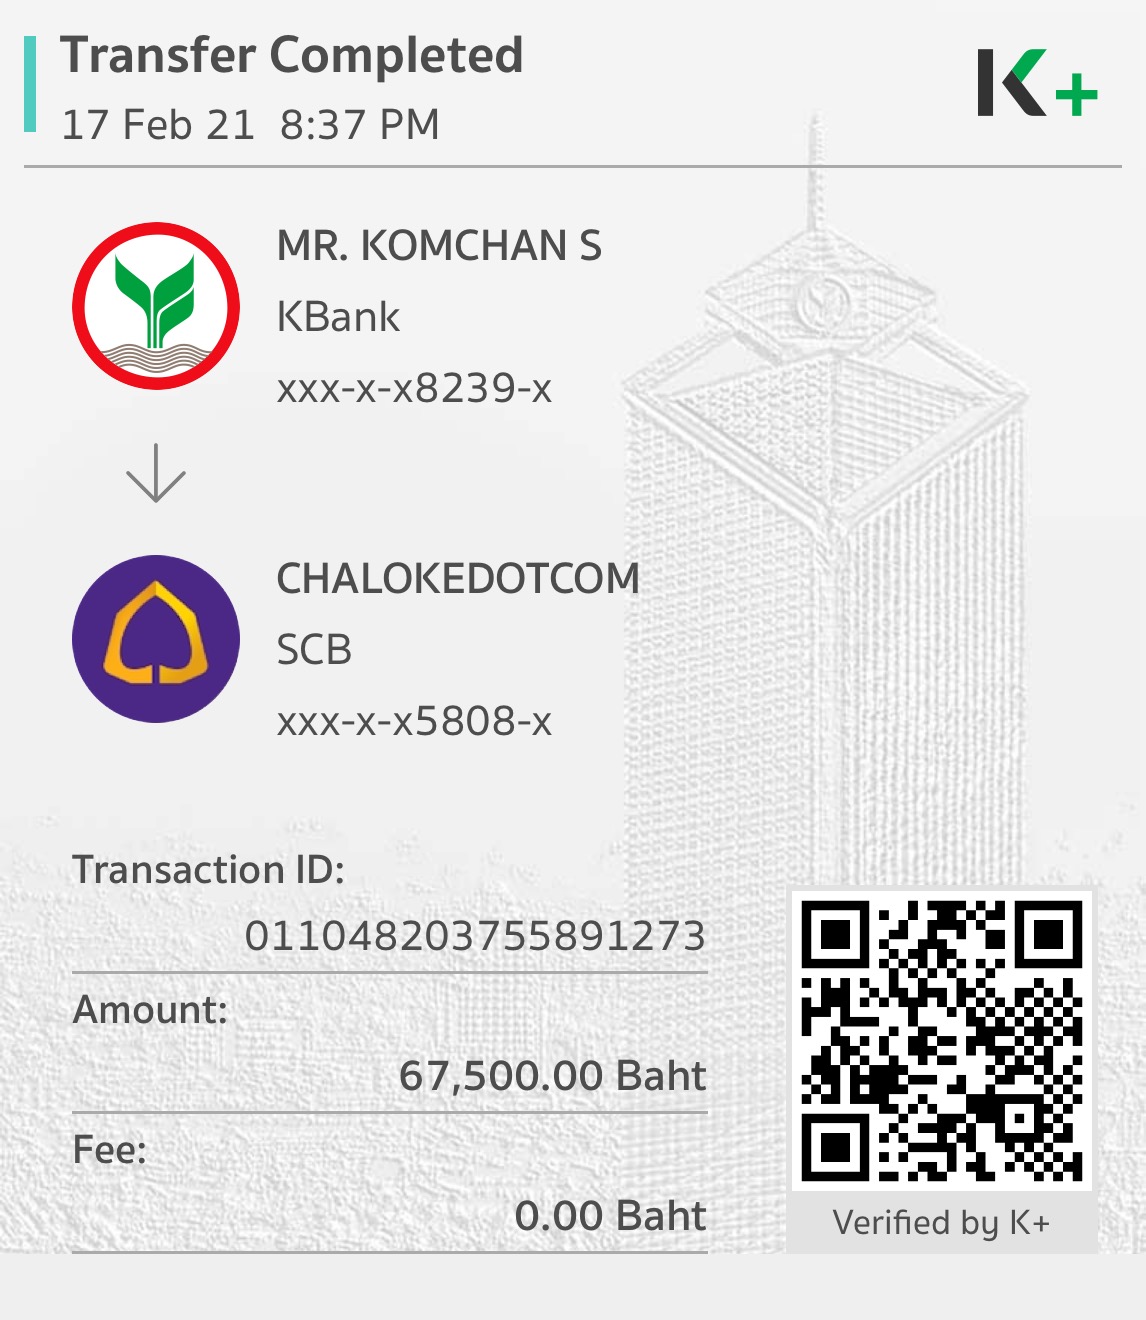 Transfer Completed
17 Feb 21 8:37 PM
K+
MR. KOMCHAN S
KBank
xxx-x-x8239-x
CHALOKEDOTCOM
SCB
xxx-x-x5808-x
Transaction ID:
011048203755891273
Amount:
67,500.00 Baht
Fee:
0.00 Baht
Verified by K+